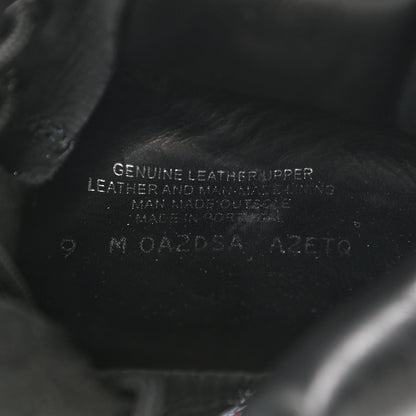 GENUINE LEATHER UPPER
LEATHER AND MAN-MADE LINING
MAN MADE OUTSOLE
MADE IN PORTUGAL
9 M OAZDSA AZETQ